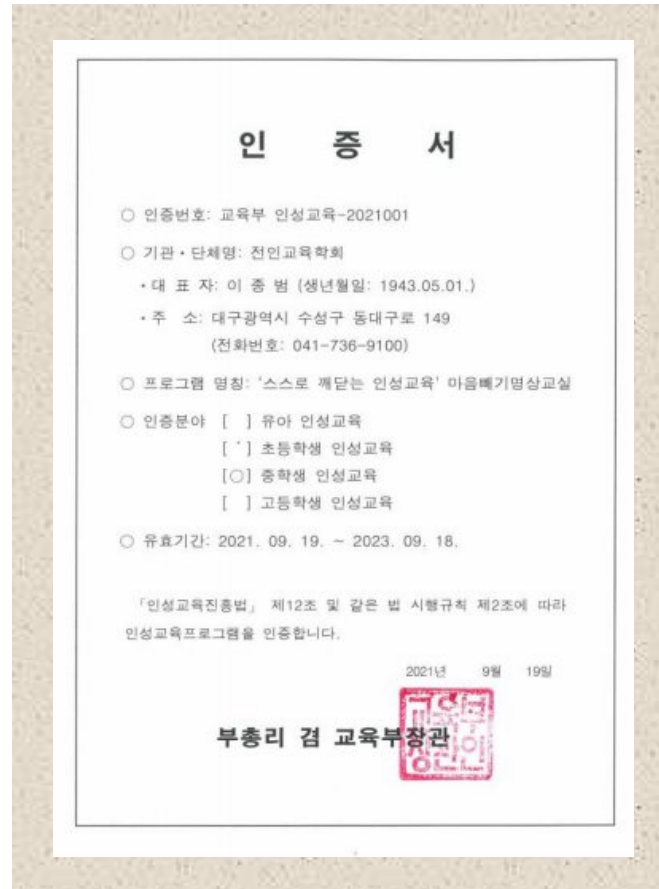 인 증 서
○ 인증번호: 교육부 인성교육-2021001
○ 기관・단체명: 전인교육학회
・대 표 자: 이 종 범 (생년월일: 1943.05.01.)
・주 소: 대구광역시 수성구 동대구로 149
(전화번호: 041-736-9100)
○ 프로그램 명칭: '스스로 깨닫는 인성교육' 마음빼기명상교실
○ 인증분야 [ ] 유아 인성교육
[ ] 초등학생 인성교육
[○] 중학생 인성교육
[ ] 고등학생 인성교육
○ 유효기간: 2021. 09. 19. ~ 2023. 09. 18.
「인성교육진흥법」 제12조 및 같은 법 시행규칙 제2조에 따라
인성교육프로그램을 인증합니다.
2021년 9월 19일
부총리 겸 교육부장관
교육부장관인